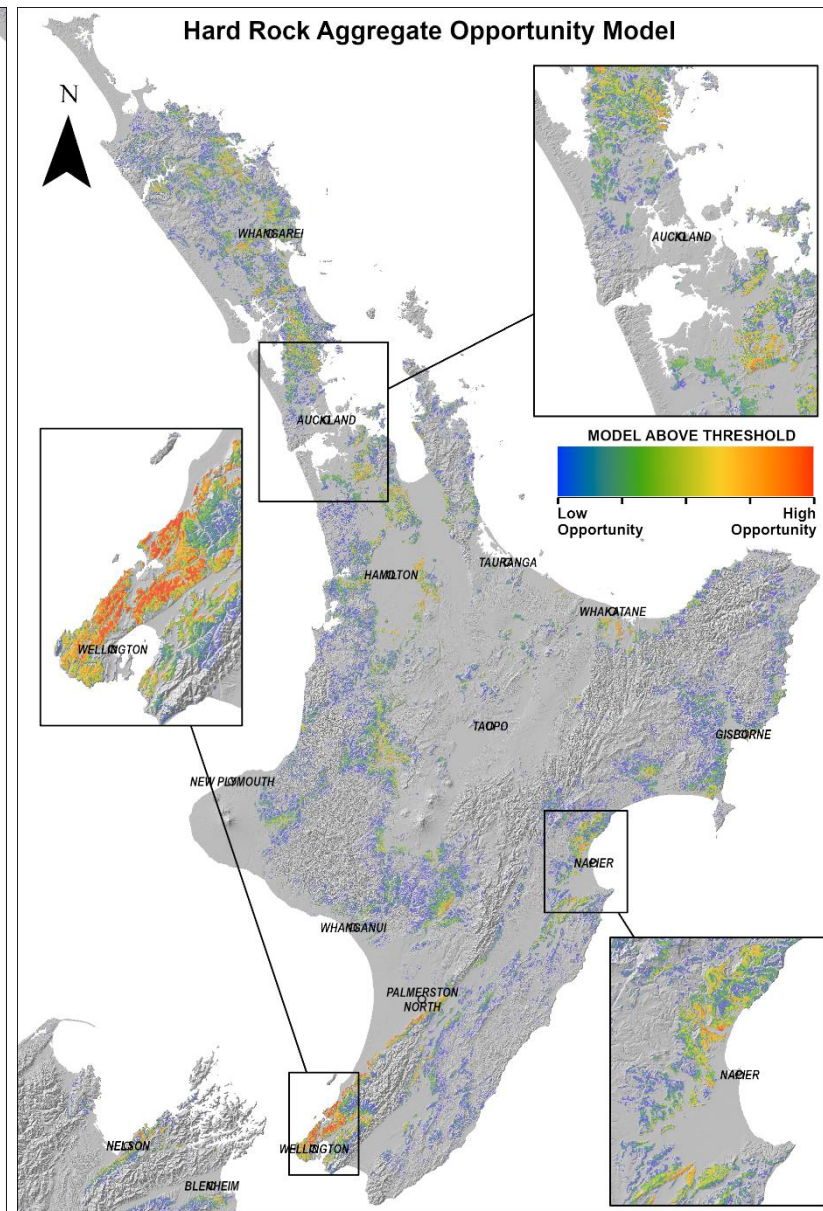 Hard Rock Aggregate Opportunity Model
N
WHANGAREI
AUCKLAND
AUCKLAND
MODEL ABOVE THRESHOLD
Low
Opportunity
High
Opportunity
HAMILTON
TAURANGA
WHAKATANE
WELLINGTON
TAUPO
GISBORNE
NEW PLYMOUTH
NAPIER
WHANGANUI
PALMERSTON
NORTH
NAPIER
NELSON
WELLINGTON
BLENHEIM